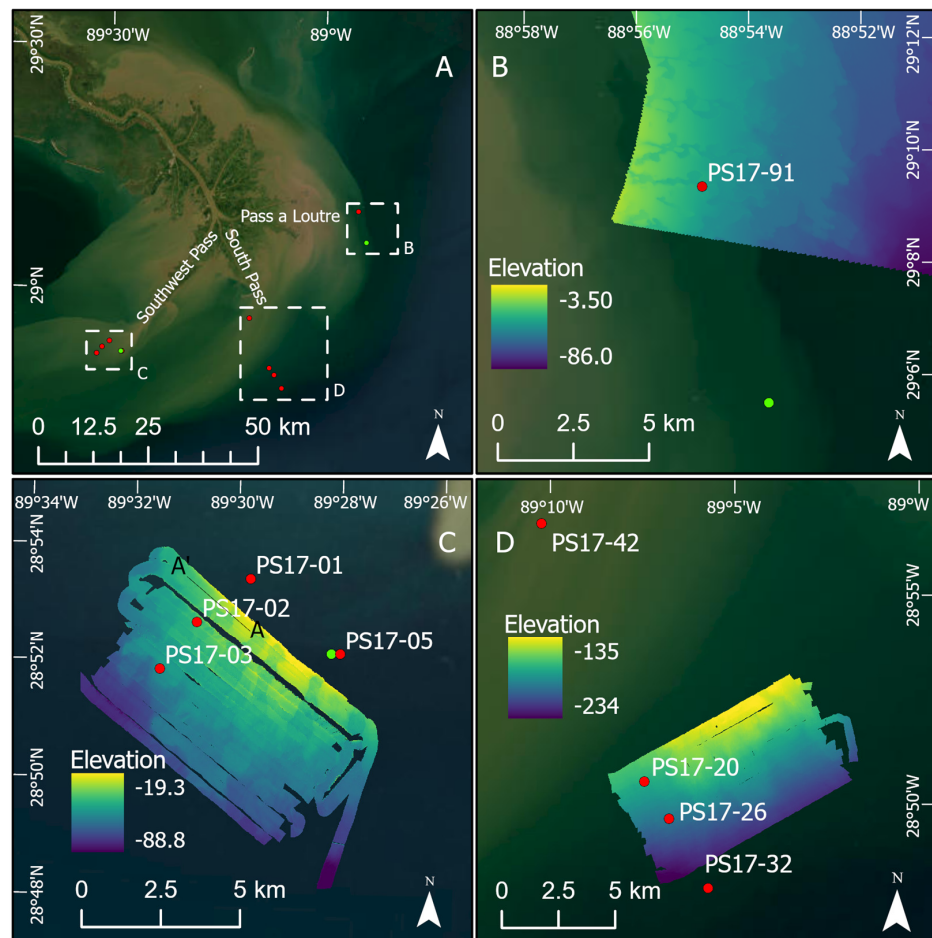 89°30'W
89°W
29°30'N
29°N
A
Pass a Loutre
B
Southwest Pass
South Pass
C
D
0
12.5
25
50 km
N
88°58'W
88°56'W
88°54'W
88°52'W
29°12'N
29°10'N
29°8'N
29°6'N
B
PS17-91
Elevation
-3.50
-86.0
0
2.5
5 km
N
89°34'W
89°32'W
89°30'W
89°28'W
89°26'W
28°54'N
28°52'N
28°50'N
28°48'N
C
A'
PS17-01
PS17-02
A
PS17-05
PS17-03
Elevation
-19.3
-88.8
0
2.5
5 km
N
89°10'W
89°5'W
89°W
28°55'N
28°50'N
D
PS17-42
Elevation
-135
-234
PS17-20
PS17-26
PS17-32
0
2.5
5 km
N